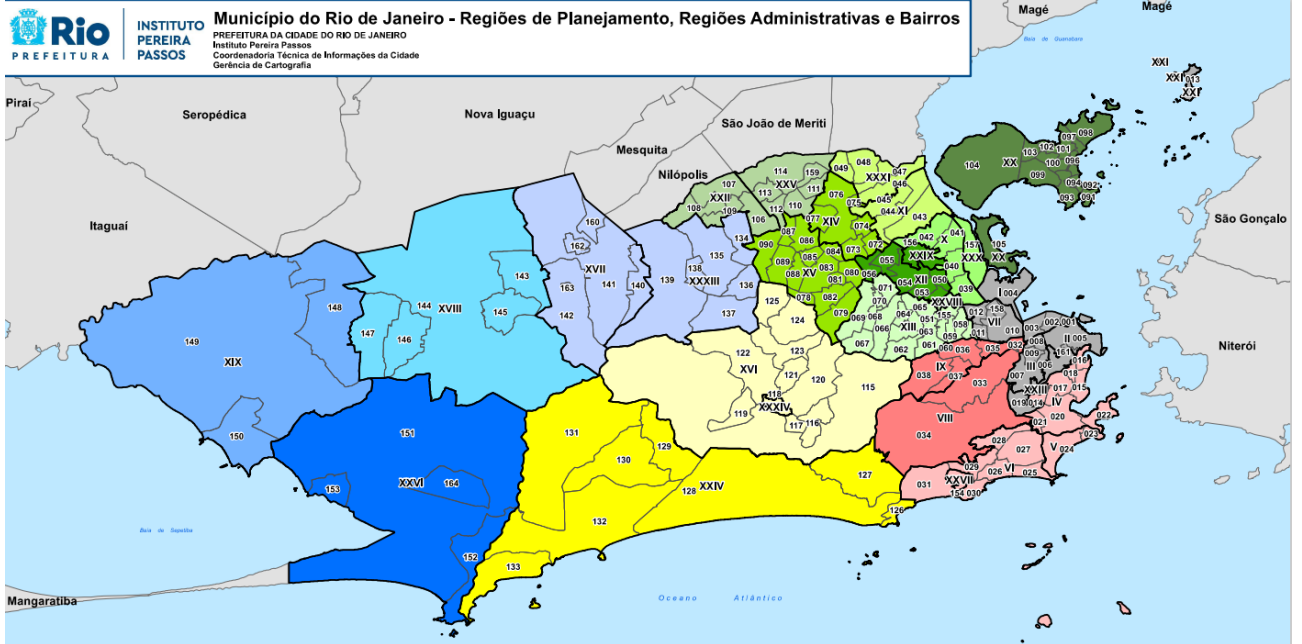 Rio
PREFEITURA
INSTITUTO
PEREIRA
PASSOS
Município do Rio de Janeiro - Regiões de Planejamento, Regiões Administrativas e Bairros
PREFEITURA DA CIDADE DO RIO DE JANEIRO
Instituto Pereira Passos
Coordenadoria Técnica de Informações da Cidade
Gerência de Cartografia
Magé
Magé
Baia de Guanabara
XXI
XXI 013
XXI
Piraí
Seropédica
Nova Iguaçu
São João de Meriti
Mesquita
Nilópolis
Itaguaí
São Gonçalo
Niterói
Mangaratiba
Baia de Sepetiba
Oceano Atlântico
097 098
103 102 101
104 XX 100 096
099
094 092
093 091
105
XX
048
049 XXXI 047
046
045
044 XI 043
114 159
XXV
113 111
112 110
106
107
XXII
108 109
076
075
077 XIV
074
073 072
087
090 086
085 084
089 083
088 XV 081 080
078 082
079
042 041
X
156 157
XXIX XXX
040
039
055
056 054 XII 050
053
XXVIII
071
070 065
069 068 064 051 155
066 XIII 063 058
059
067 062 061 060
I 004
012 158
VII
011 010
003 002 001
008 II 005
009 161
III 006
007
XXIII
019 014
016
018
017 015
IV
020
021
022
023
V 024
036 035 032
IX
038 037 033
VIII
034
028 027
029 026 VI 025
031 XXVII
154 030
134
135
138
139 XXXIII 136
137
160
162
XVII
163 141 140
142
143
144 XVIII
145
147 146
148
149
XIX
150
125
124
122 123
XVI
121 120 115
118
119 XXXIV
117 116
131 129
130
127
128 XXIV
126
132
133
151
XXVI 164
153
152